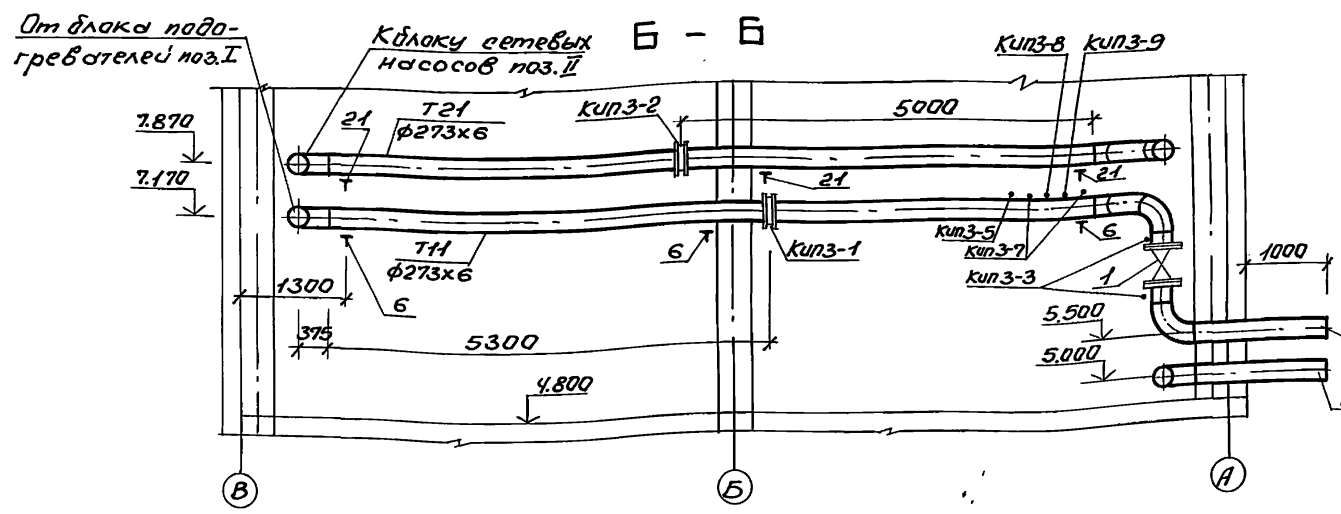 От блока подо-
гревателей поз. I
К блоку сетевых
насосов поз. II
Б - Б
Кип3-8
Кип3-9
7.870
21
Т21
Ф273х6
Кип3-2
5000
7.170
21
21
Т11
Ф273х6
6
Кип3-1
Кип3-5
Кип3-7
6
Кип3-3
1
1000
1300
6
375
5300
5.500
5.000
4.800
В
Б
А